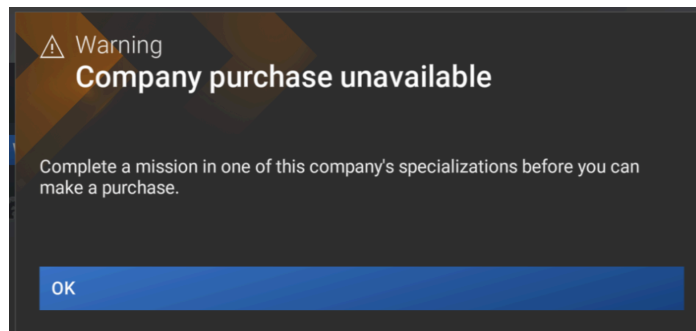 Warning
Company purchase unavailable
Complete a mission in one of this company's specializations before you can
make a purchase.
OK